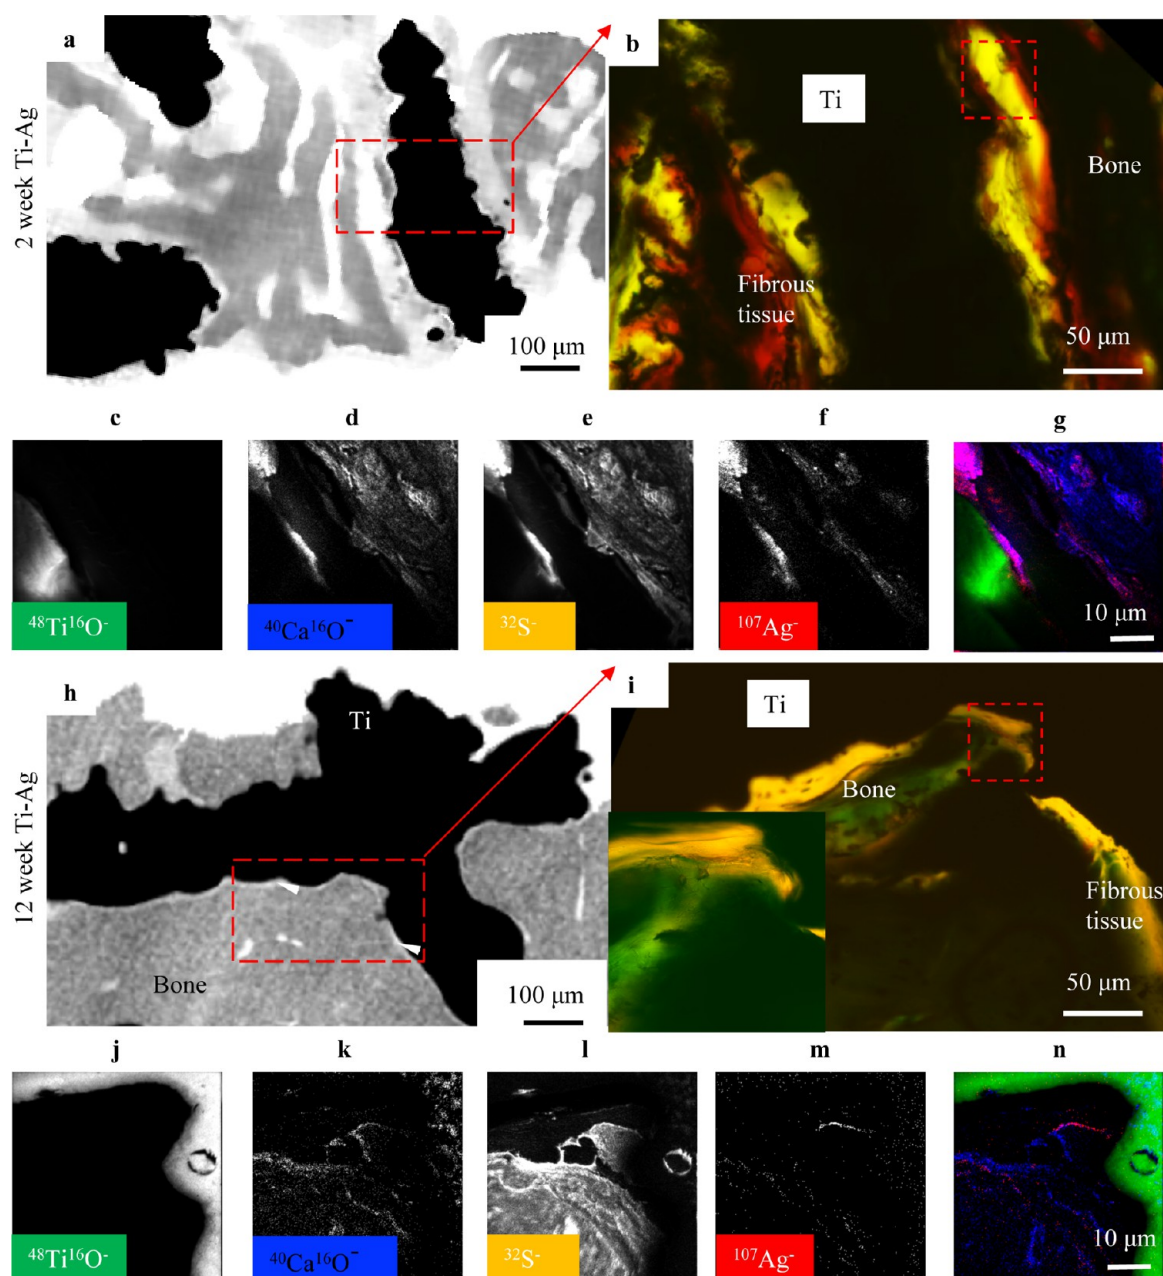 a
b
2 week Ti-Ag
Ti
Bone
Fibrous
tissue
100 μm
50 μm
c
d
e
f
g
⁴⁸Ti¹⁶O⁻
⁴⁰Ca¹⁶O⁻
³²S⁻
¹⁰⁷Ag⁻
10 μm
h
i
12 week Ti-Ag
Ti
Ti
Bone
Bone
Fibrous
tissue
100 μm
50 μm
j
k
l
m
n
⁴⁸Ti¹⁶O⁻
⁴⁰Ca¹⁶O⁻
³²S⁻
¹⁰⁷Ag⁻
10 μm